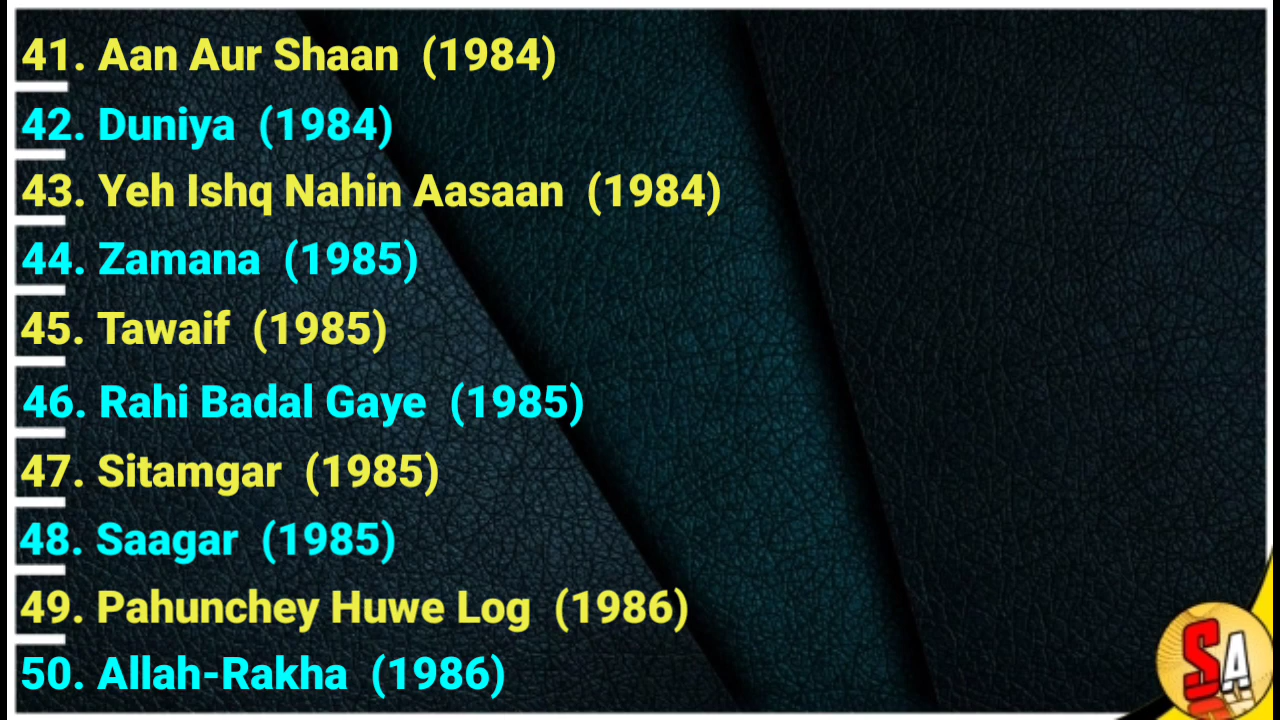 41. Aan Aur Shaan (1984)
42. Duniya (1984)
43. Yeh Ishq Nahin Aasaan (1984)
44. Zamana (1985)
45. Tawaif (1985)
46. Rahi Badal Gaye (1985)
47. Sitamgar (1985)
48. Saagar (1985)
49. Pahunchey Huwe Log (1986)
50. Allah-Rakha (1986)
SA